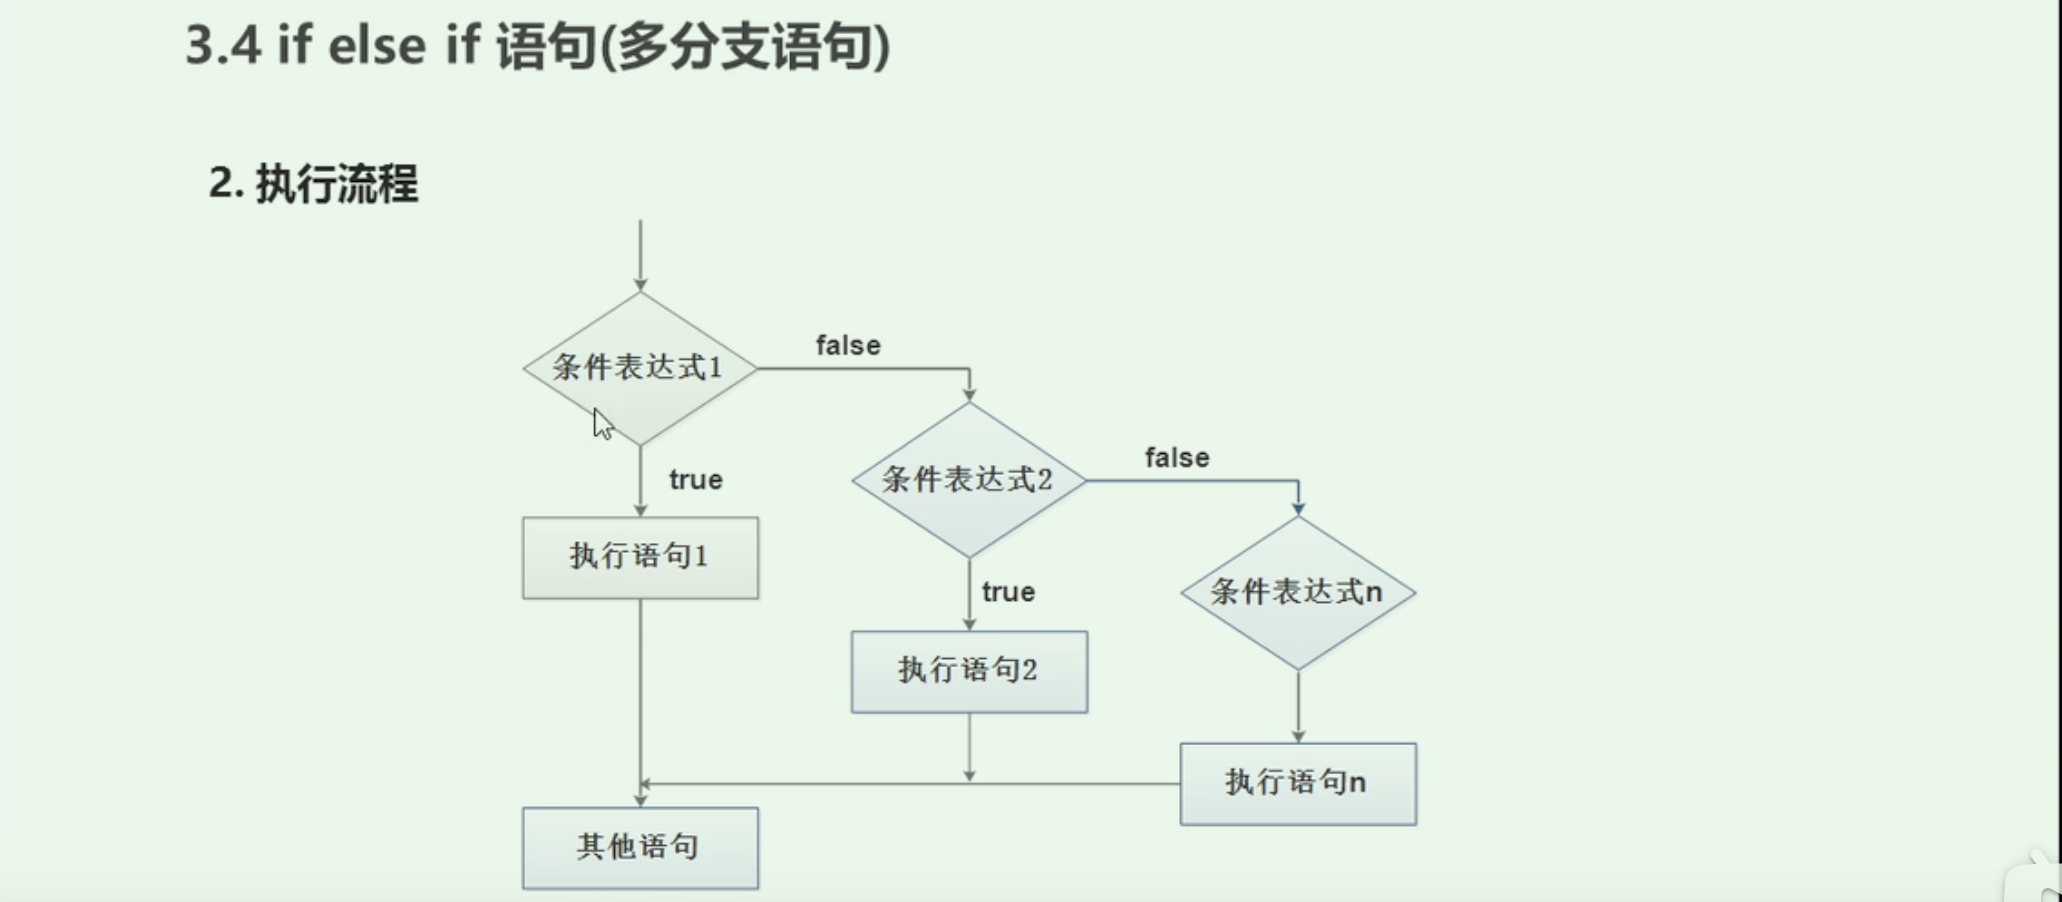 3.4 if else if 语句(多分支语句)
2. 执行流程
条件表达式1
false
条件表达式2
false
true
执行语句1
条件表达式n
true
执行语句2
执行语句n
其他语句